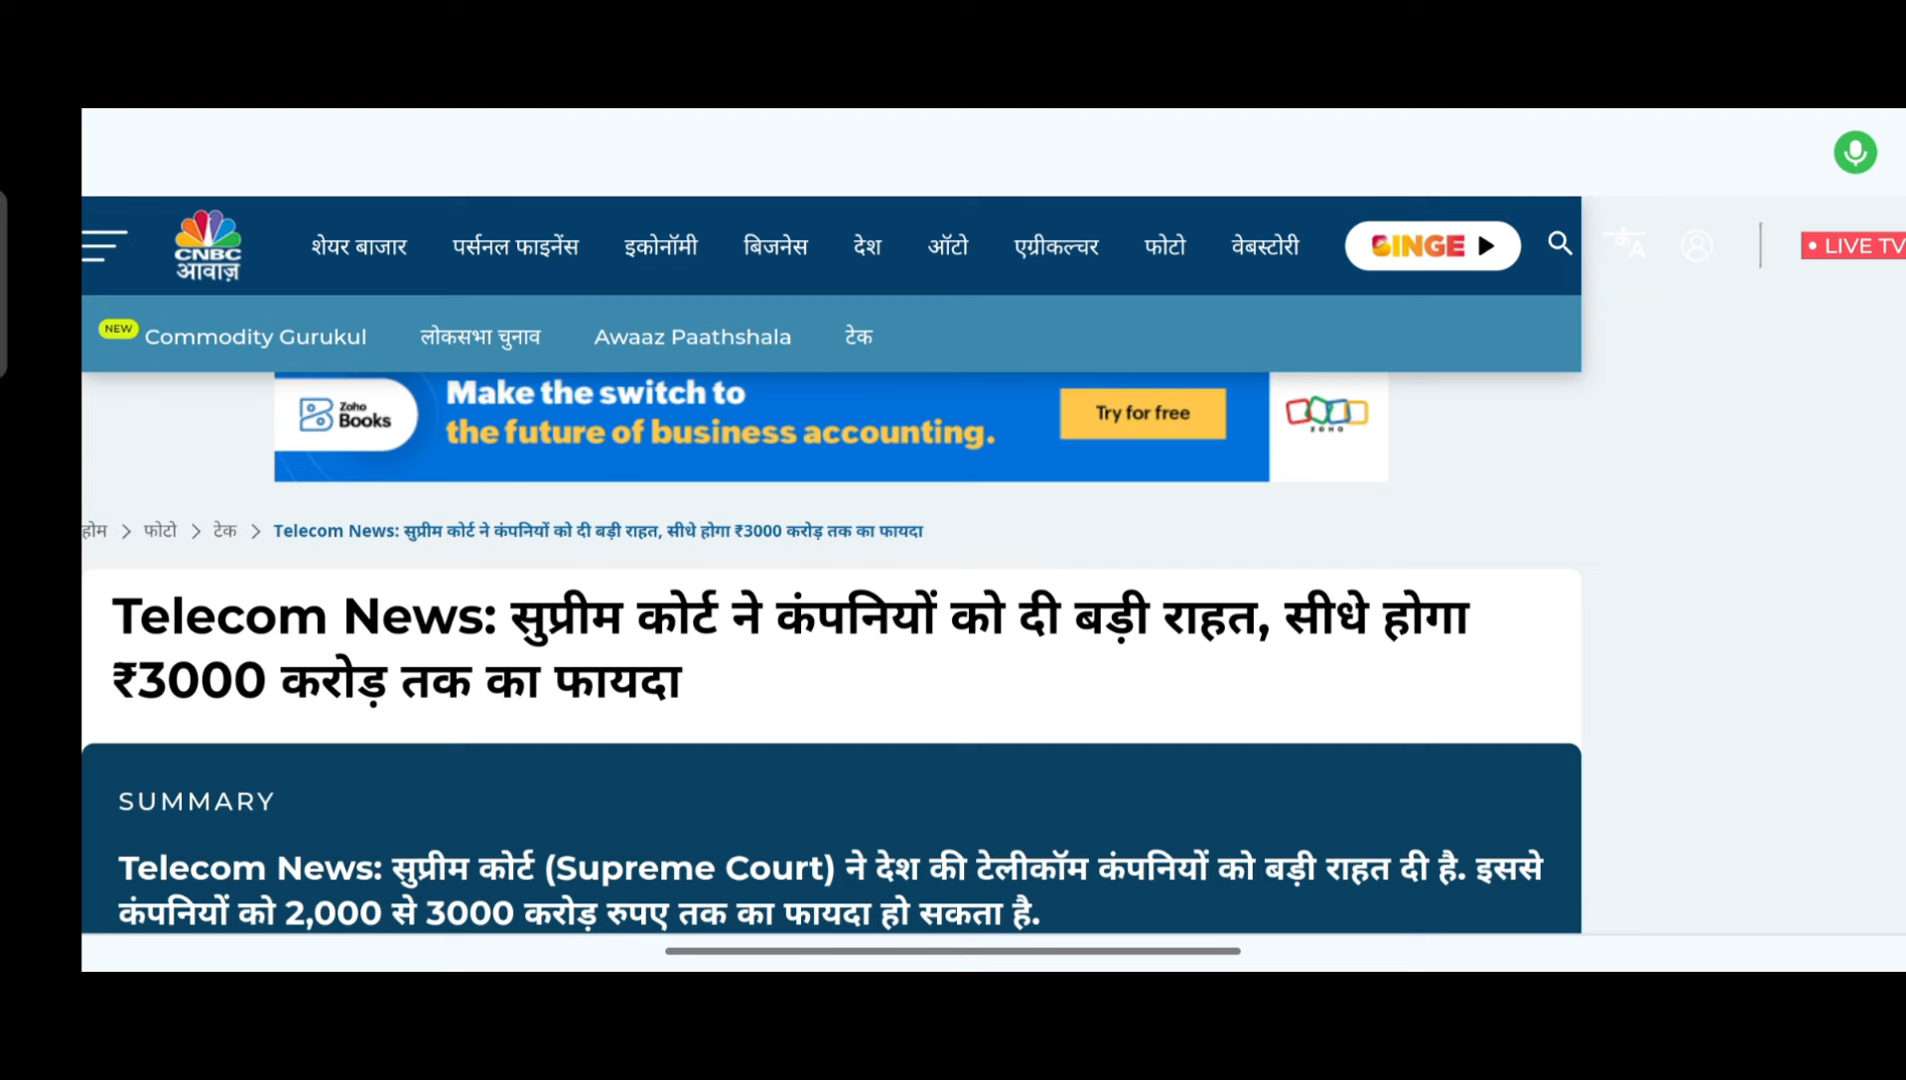 CNBC
आवाज़
शेयर बाजार पर्सनल फाइनेंस इकोनॉमी बिजनेस देश ऑटो एग्रीकल्चर फोटो वेबस्टोरी BINGE क A • LIVE TV
NEW Commodity Gurukul लोकसभा चुनाव Awaaz Paathshala टेक
Zoho Books
Make the switch to
the future of business accounting.
Try for free
ZOHO
होम > फोटो > टेक > Telecom News: सुप्रीम कोर्ट ने कंपनियों को दी बड़ी राहत, सीधे होगा ₹3000 करोड़ तक का फायदा
Telecom News: सुप्रीम कोर्ट ने कंपनियों को दी बड़ी राहत, सीधे होगा
₹3000 करोड़ तक का फायदा
SUMMARY
Telecom News: सुप्रीम कोर्ट (Supreme Court) ने देश की टेलीकॉम कंपनियों को बड़ी राहत दी है. इससे
कंपनियों को 2,000 से 3000 करोड़ रुपए तक का फायदा हो सकता है.